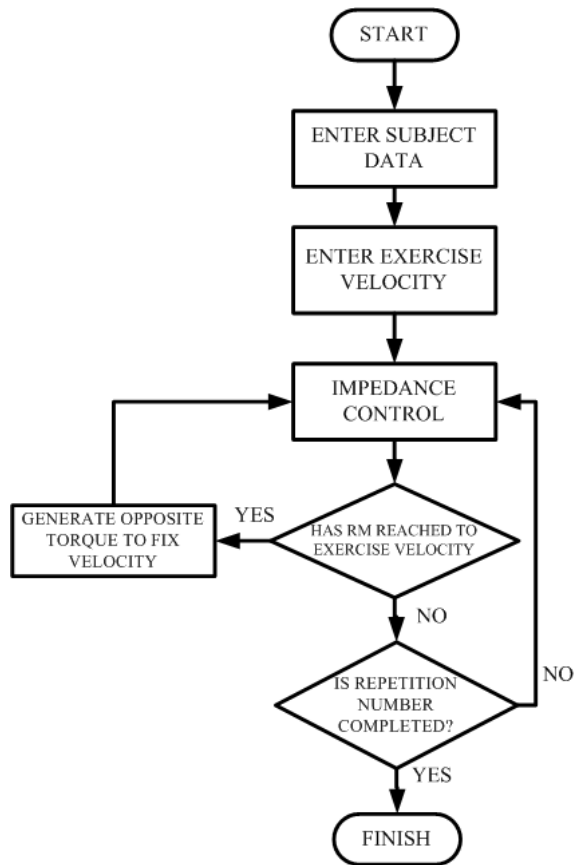 START
ENTER SUBJECT
DATA
ENTER EXERCISE
VELOCITY
IMPEDANCE
CONTROL
GENERATE OPPOSITE
TORQUE TO FIX
VELOCITY
YES
HAS RM REACHED TO
EXERCISE VELOCITY
NO
IS REPETITION
NUMBER
COMPLETED?
NO
YES
FINISH